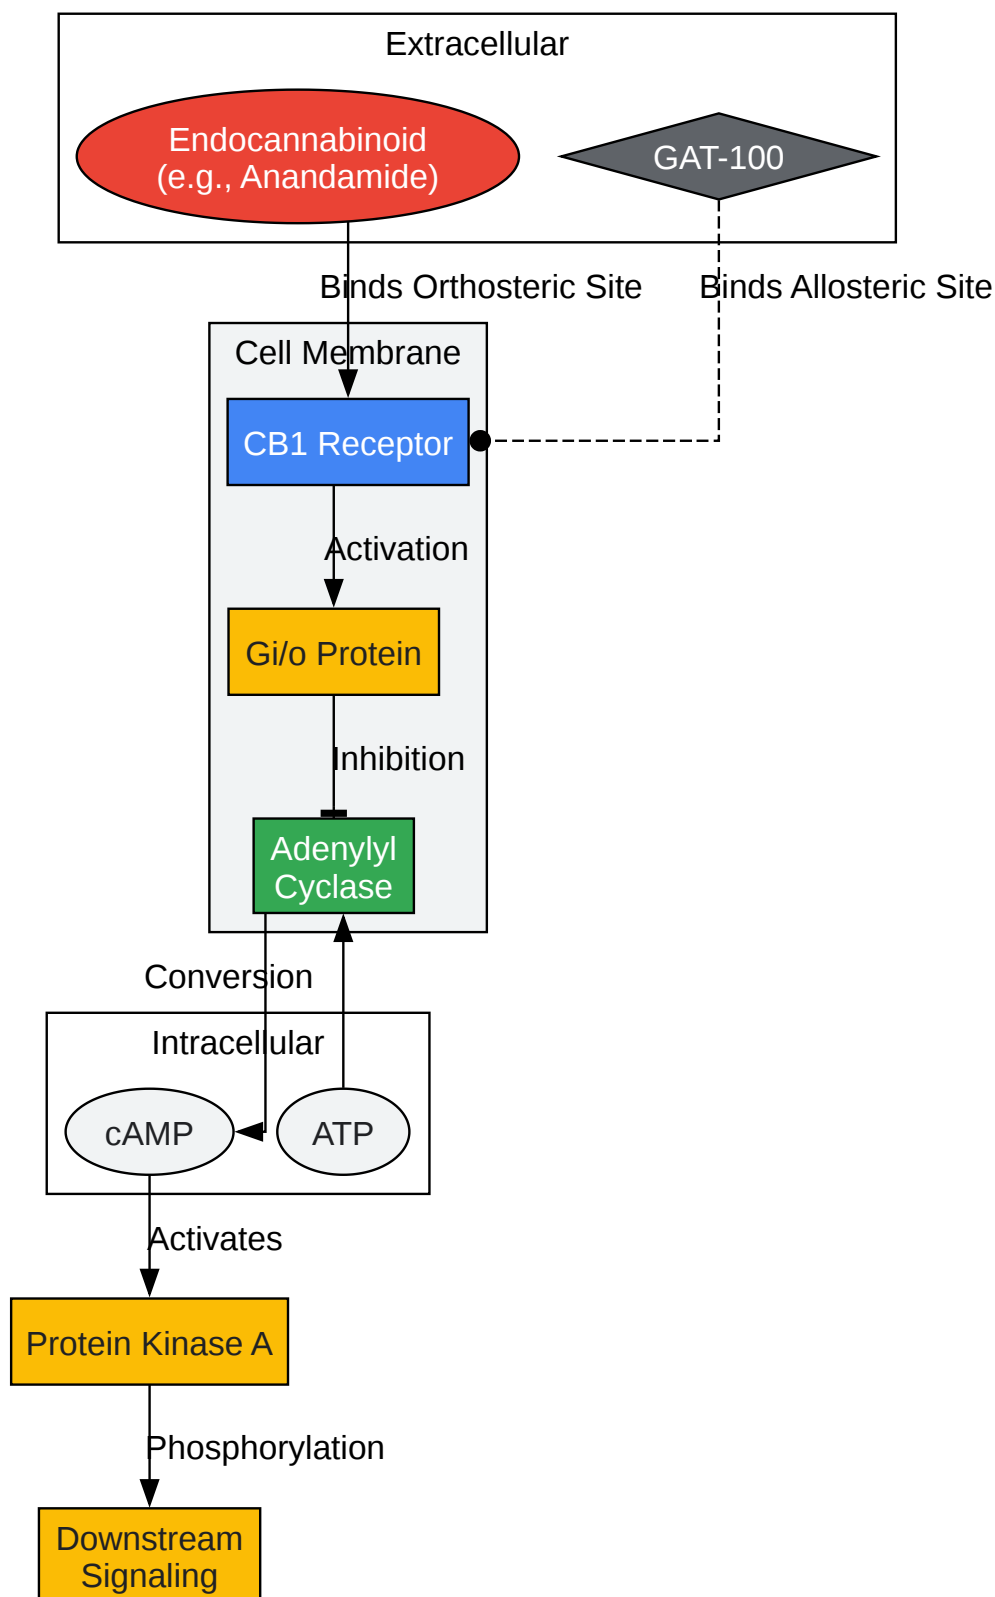 Extracellular
Endocannabinoid
(e.g., Anandamide)
GAT-100
Binds Orthosteric Site
Binds Allosteric Site
Cell Membrane
CB1 Receptor
Activation
Gi/o Protein
Inhibition
Adenylyl
Cyclase
Conversion
Intracellular
cAMP
ATP
Activates
Protein Kinase A
Phosphorylation
Downstream
Signaling